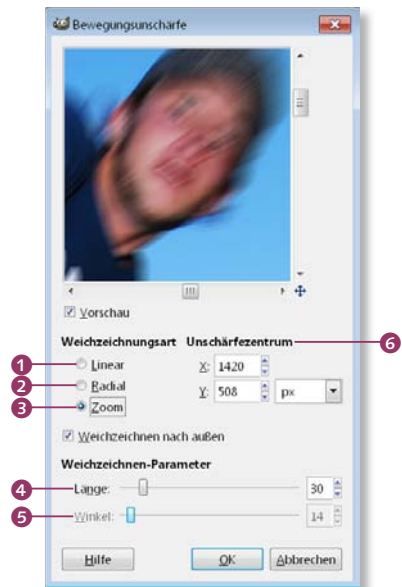 Bewegungsunschärfe
Vorschau
Weichzeichnungsart Unschärfezentrum 6
1 Linear X: 1420
2 Radial Y: 508 px
3 Zoom
Weichzeichnen nach außen
Weichzeichnen-Parameter
4 Länge: 30
5 Winkel: 14
Hilfe OK Abbrechen